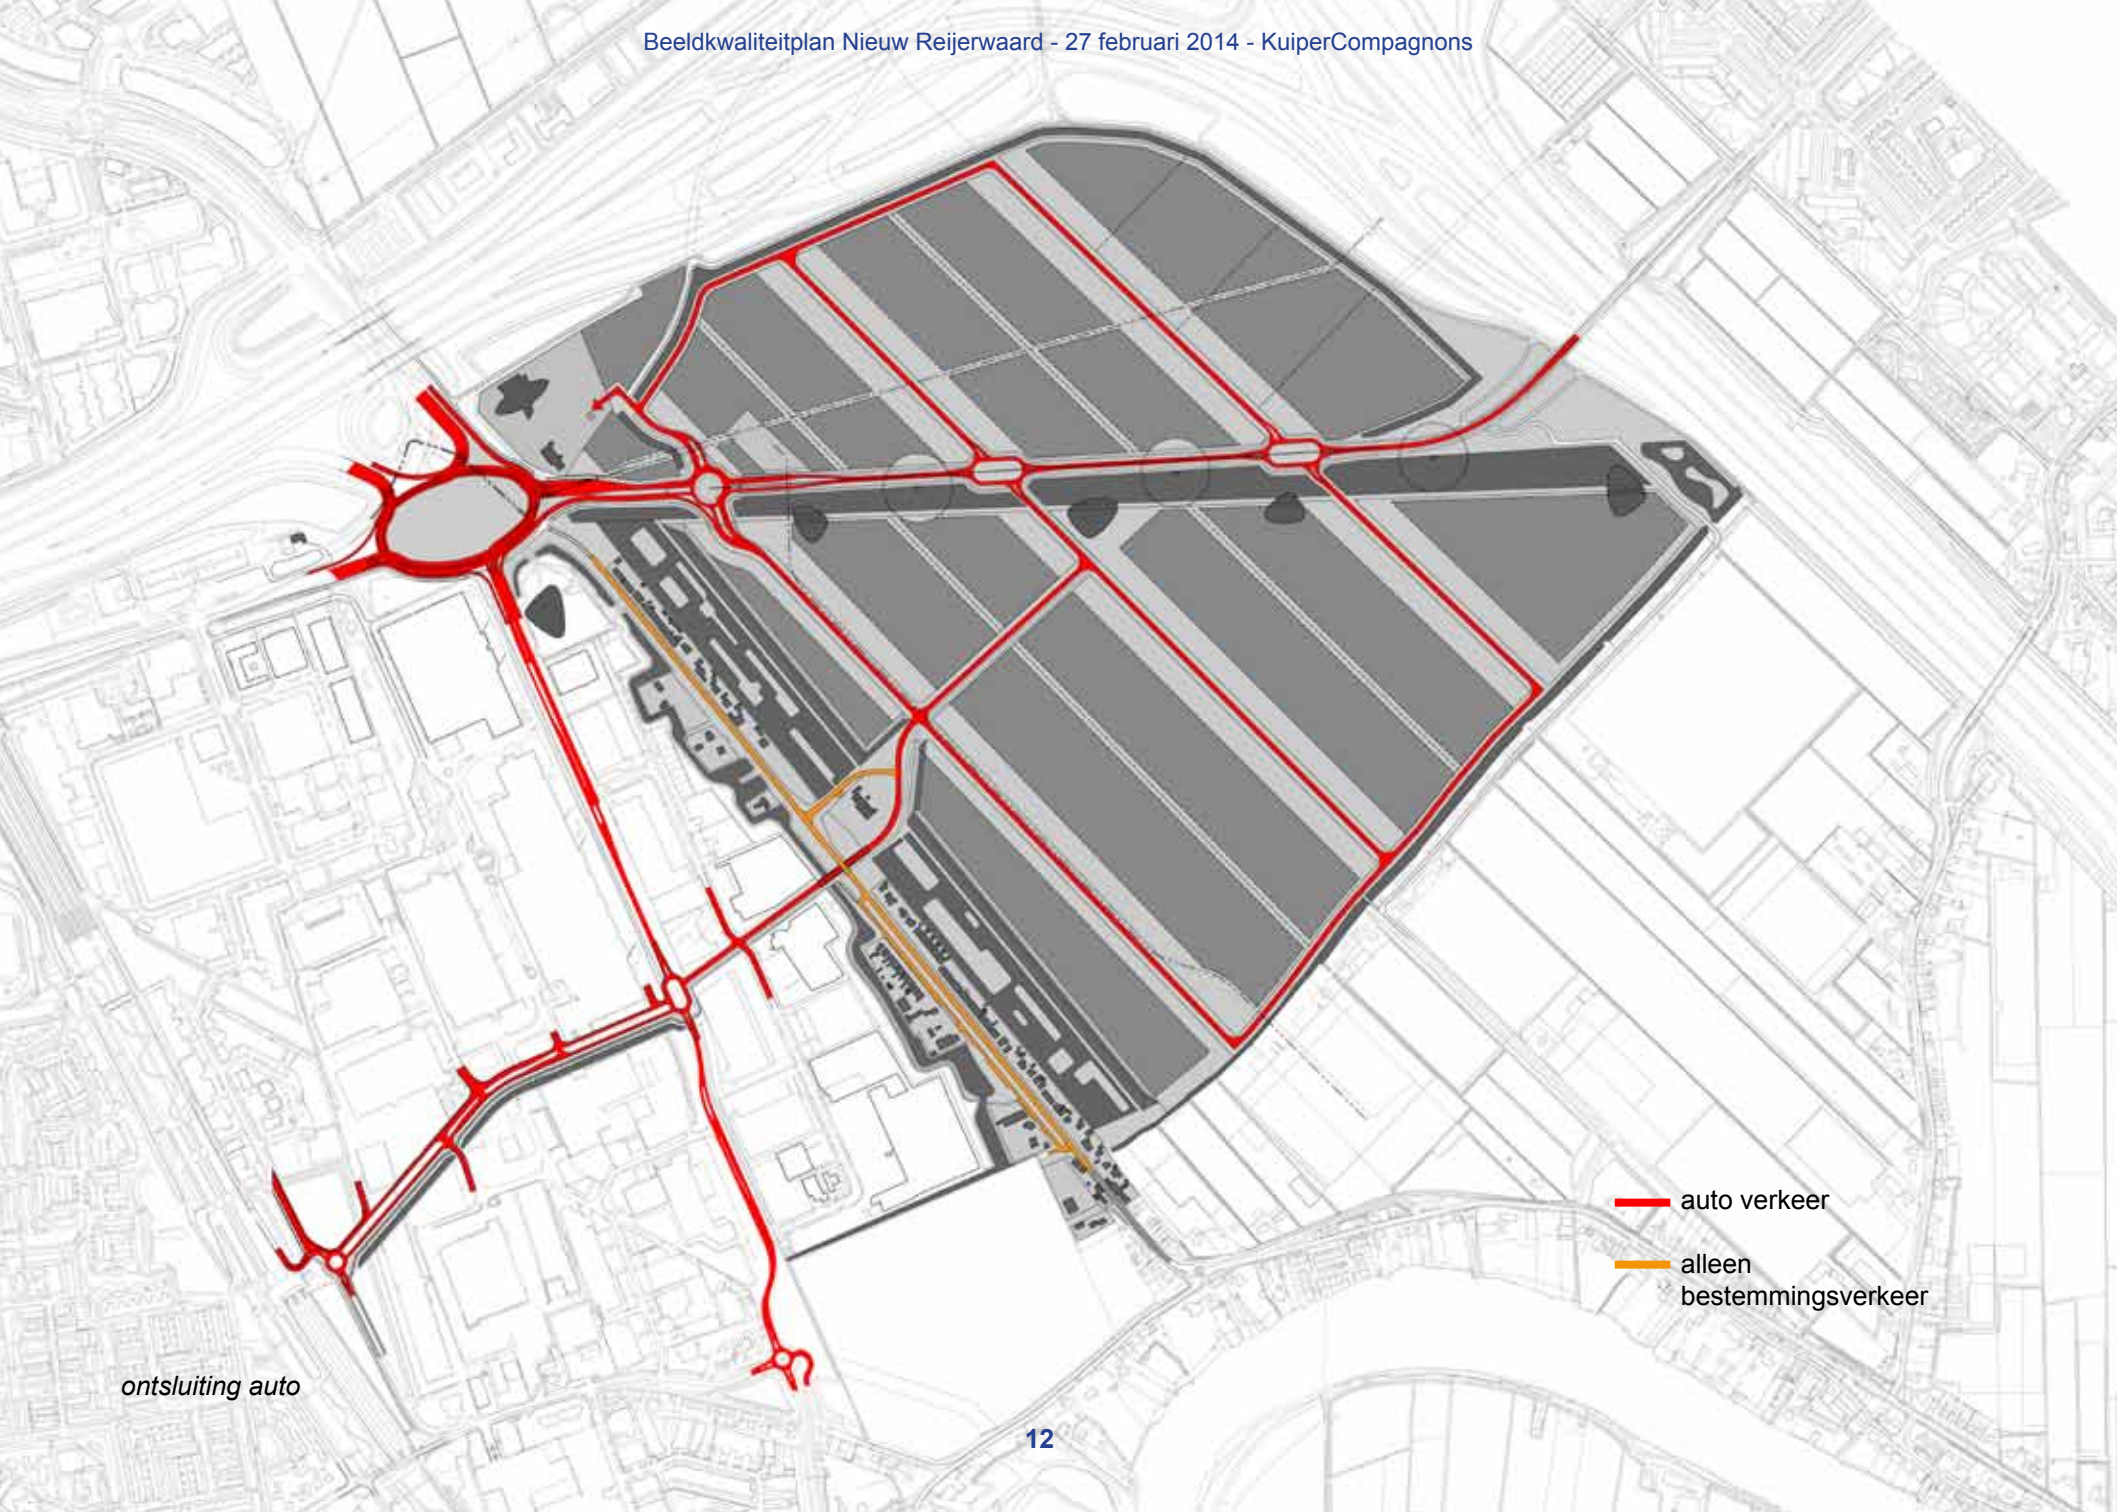 Beeldkwaliteitplan Nieuw Reijerwaard - 27 februari 2014 - KuiperCompagnons
auto verkeer
alleen
bestemmingsverkeer
ontsluiting auto
12